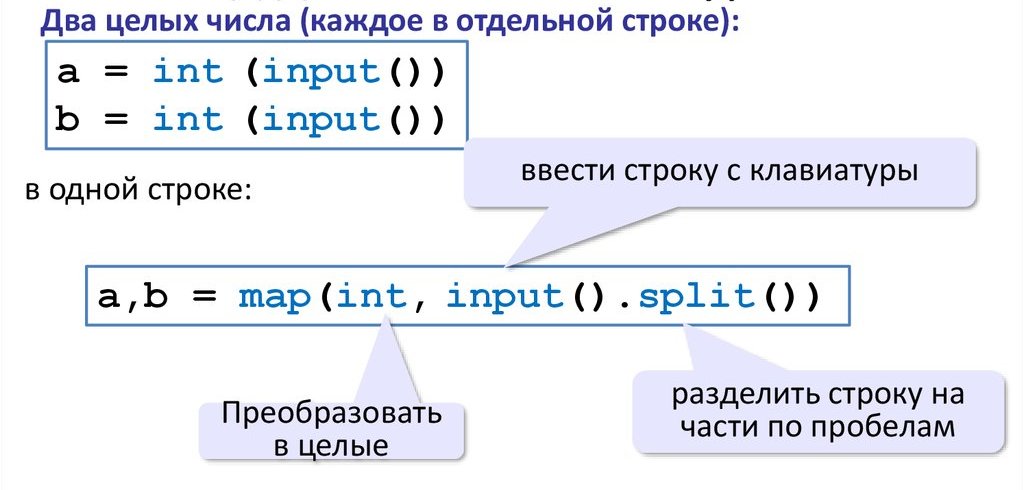 Два целых числа (каждое в отдельной строке):
a = int (input())
b = int (input())
ввести строку с клавиатуры
в одной строке:
a,b = map(int, input().split())
Преобразовать
в целые
разделить строку на
части по пробелам